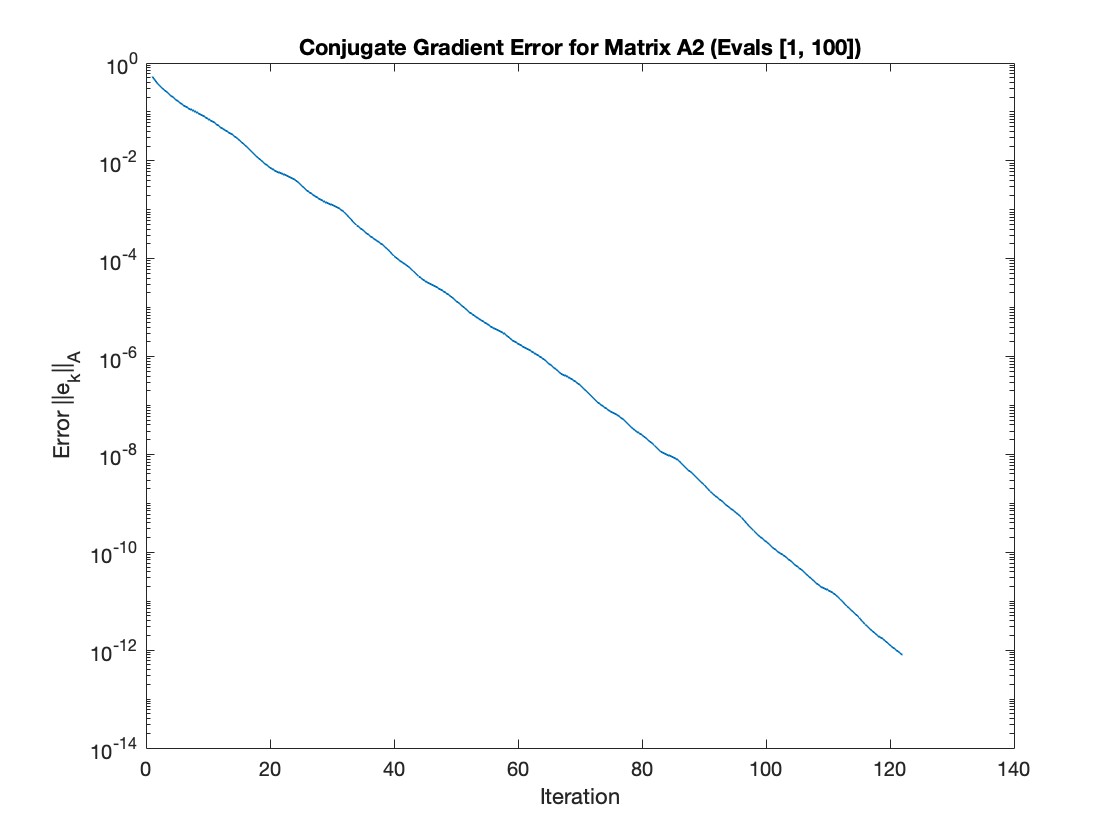 Conjugate Gradient Error for Matrix A2 (Evals [1, 100])
10^0
10^-2
10^-4
10^-6
10^-8
10^-10
10^-12
10^-14
Error ||e_k||_A
0 20 40 60 80 100 120 140
Iteration